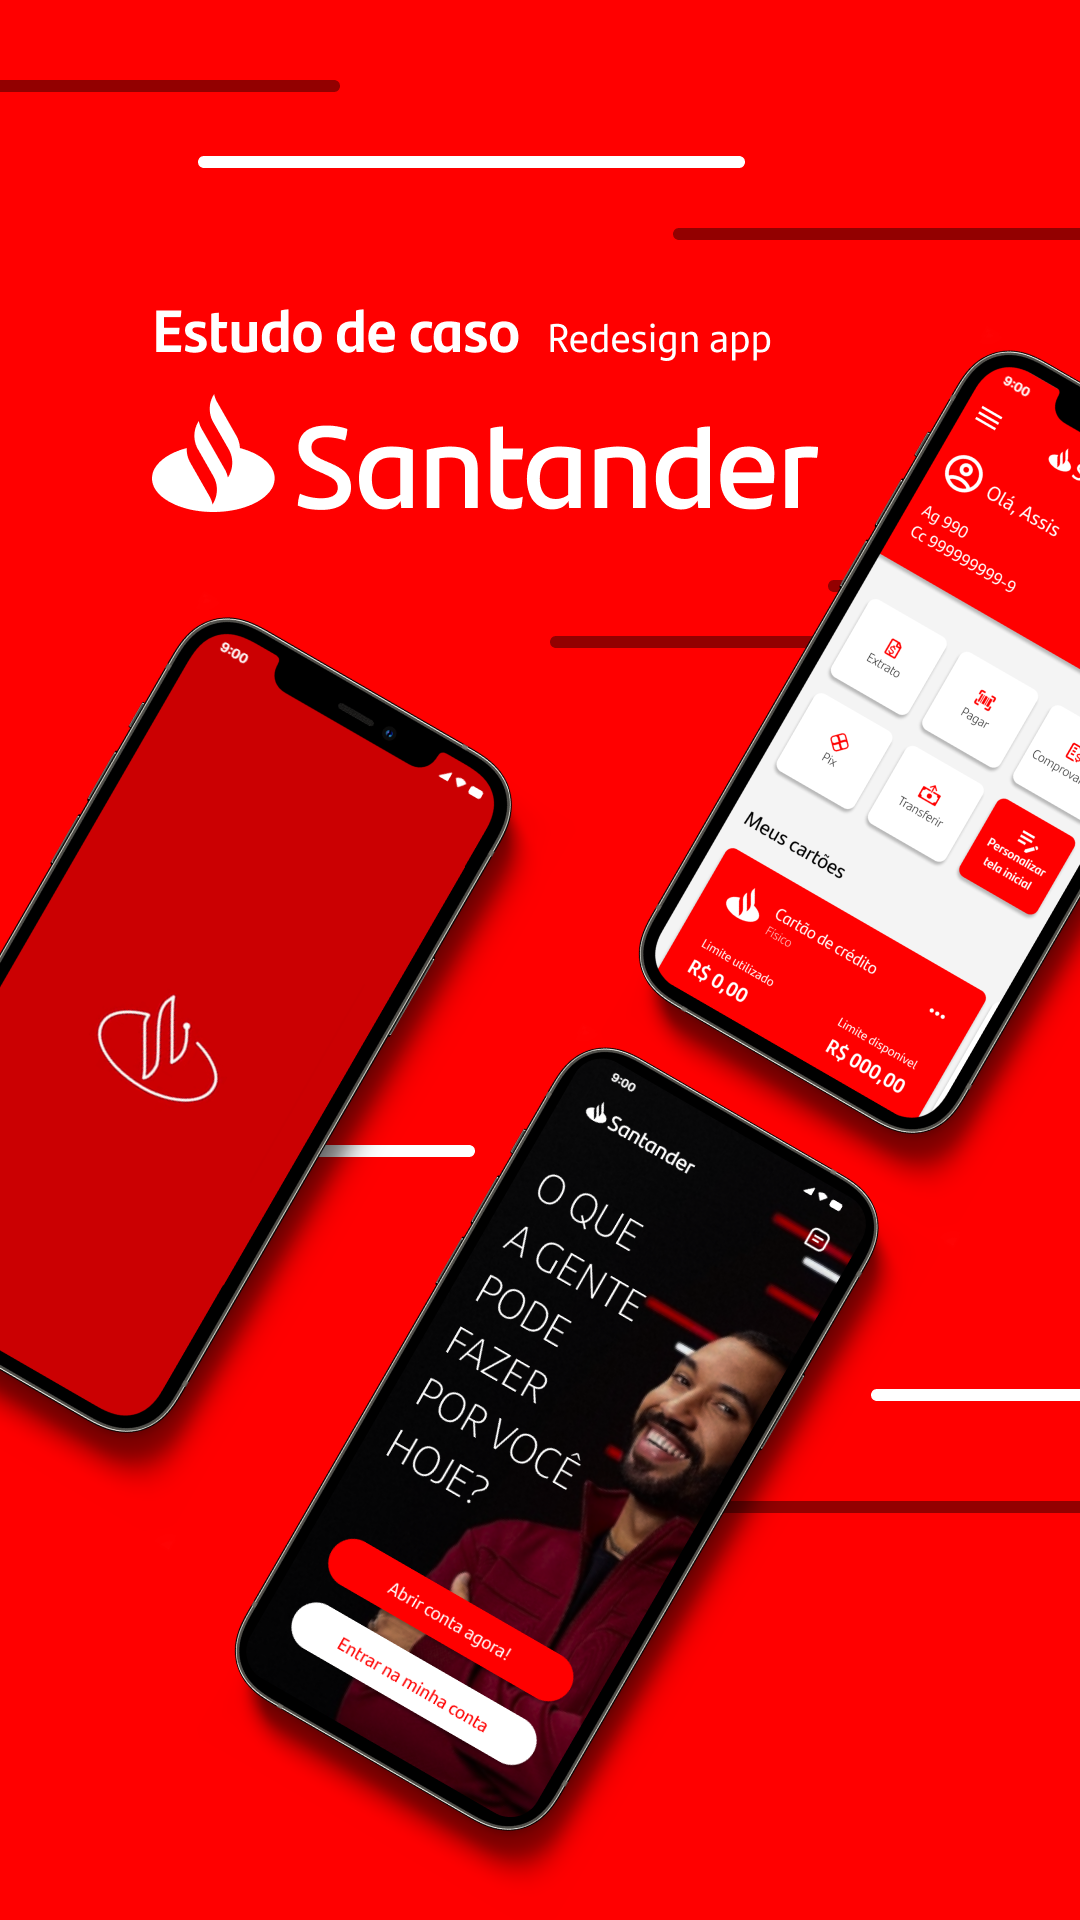 Estudo de caso Redesign app
Santander
9:00
Olá, Assis
Ag 990
Cc 999999999-9
Extrato
Pagar
Pix
Transferir
Personalizar
tela inicial
Meus cartões
Cartão de crédito
Físico
Limite utilizado
R$ 0,00
Limite disponível
R$ 000,00
9:00
9:00
Santander
O QUE
A GENTE
PODE
FAZER
POR VOCÊ
HOJE?
Abrir conta agora!
Entrar na minha conta